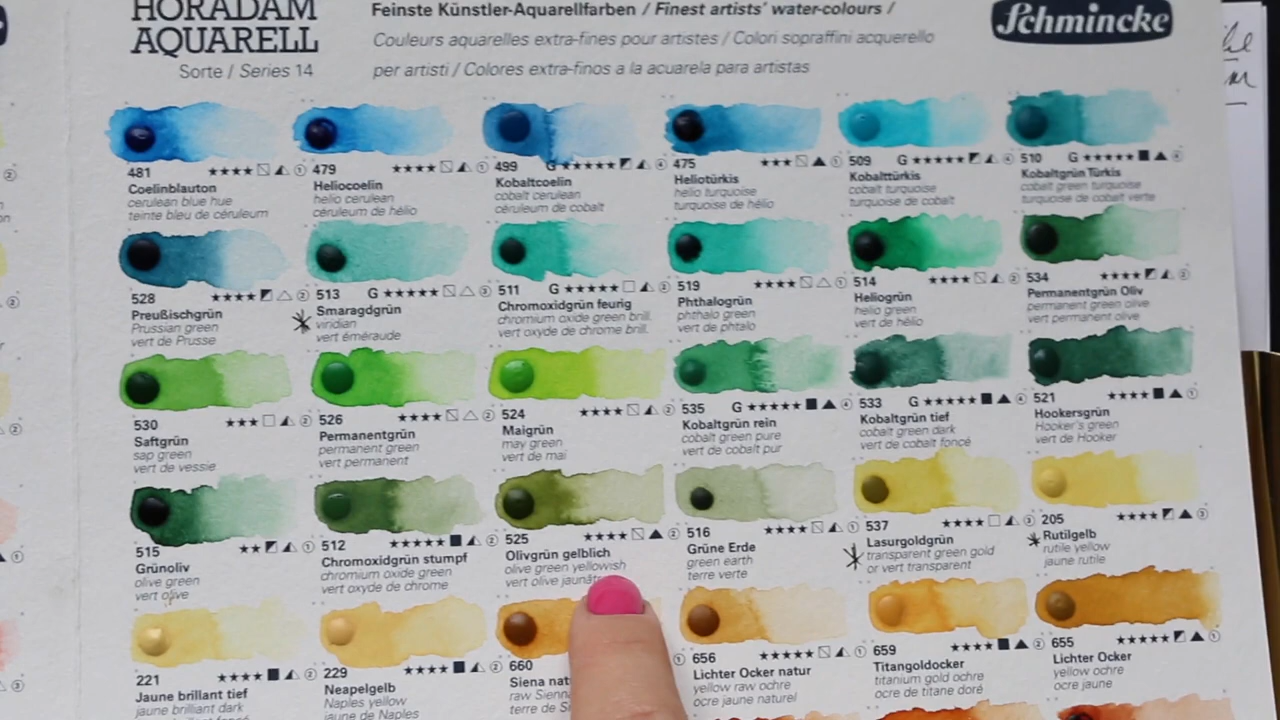 HORADAM
AQUARELL
Sorte / Series 14
Feinste Künstler-Aquarellfarben / Finest artists' water-colours /
Couleurs aquarelles extra-fines pour artistes / Colori sopraffini acquerello
per artisti / Colores extra-finos a la acuarela para artistas
Schmincke
481 ★★★★
Coelinblauton
cerulean blue hue
teinte bleu de céruleum
479 ★★★★
Heliocoelin
helio cerulean
céruleum de hélio
499 G ★★★★★
Kobaltcoelin
cobalt cerulean
céruleum de cobalt
475 ★★★
Heliotürkis
helio turquoise
turquoise de hélio
509 G ★★★★★
Kobalttürkis
cobalt turquoise
turquoise de cobalt
510 G ★★★★★
Kobaltgrün Türkis
cobalt green turquoise
turquoise de cobalt verte
528 ★★★★
Preußischgrün
Prussian green
vert de Prusse
513 G ★★★★★
Smaragdgrün
viridian
vert émeraude
511 G ★★★★★
Chromoxidgrün feurig
chromium oxide green brill.
vert oxyde de chrome brill.
519 ★★★★
Phthalogrün
phthalo green
vert de phtalo
514 ★★★★
Heliogrün
helio green
vert de hélio
534 ★★★★
Permanentgrün Oliv
permanent green olive
vert permanent olive
530 ★★★
Saftgrün
sap green
vert de vessie
526 ★★★★
Permanentgrün
permanent green
vert permanent
524 ★★★★
Maigrün
may green
vert de mai
535 G ★★★★★
Kobaltgrün rein
cobalt green pure
vert de cobalt pur
533 G ★★★★★
Kobaltgrün tief
cobalt green dark
vert de cobalt foncé
521 ★★★★
Hookersgrün
Hooker's green
vert de Hooker
515 ★★
Grünoliv
olive green
vert olive
512 ★★★★★
Chromoxidgrün stumpf
chromium oxide green
vert oxyde de chrome
525 ★★★★
Olivgrün gelblich
olive green yellowish
vert olive
516 ★★★★
Grüne Erde
green earth
terre verte
537 ★★★★
Lasurgoldgrün
transparent green gold
or vert transparent
205 ★★★★
Rutilgelb
rutile yellow
jaune rutile
221 ★★★★
Jaune brillant tief
jaune brilliant dark
229 ★★★★
Neapelgelb
Naples yellow
jaune de Naples
660
Siena
raw
terre de
656 ★★★★★
Lichter Ocker natur
yellow raw ochre
ocre jaune naturel
659 ★★★★
Titangoldocker
titanium gold ochre
ocre de titane doré
655 ★★★★★
Lichter Ocker
yellow ochre
ocre jaune